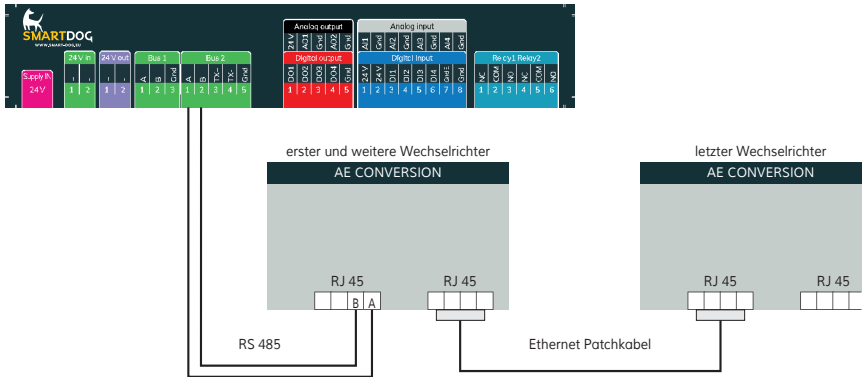 SMARTDOG
WWW.SMART-DOG.EU
Supply IN
24 V
24 V in
+ -
1 2
24 V out
+ -
1 2
Bus 1
A B Gnd
1 2 3
Bus 2
A B TX+ TX- Gnd
1 2 3 4 5
Analog output
24 V AO1 Gnd AO2 Gnd
Digital output
DO1 DO2 DO3 DO4 Gnd
1 2 3 4 5
Analog input
AI1 Gnd AI2 Gnd AI3 Gnd AI4 Gnd
Digital input
24 V 24 V DI1 DI2 DI3 DI4 Gnd
1 2 3 4 5 6 7 8
Relay1 Relay2
NC COM NO NC COM NO
1 2 3 4 5 6
erster und weitere Wechselrichter
AE CONVERSION
RJ 45
B A
RJ 45
letzter Wechselrichter
AE CONVERSION
RJ 45
RJ 45
RS 485
Ethernet Patchkabel